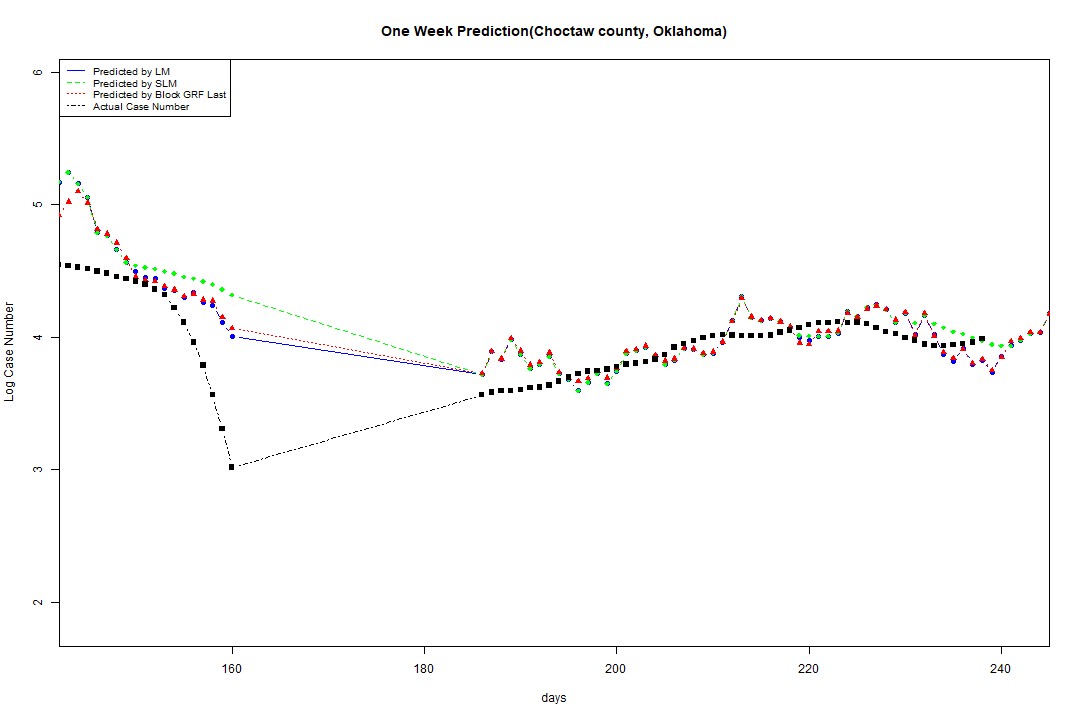 One Week Prediction(Choctaw county, Oklahoma)
Predicted by LM
Predicted by SLM
Predicted by Block GRF Last
Actual Case Number
6
5
4
3
2
Log Case Number
160 180 200 220 240
days